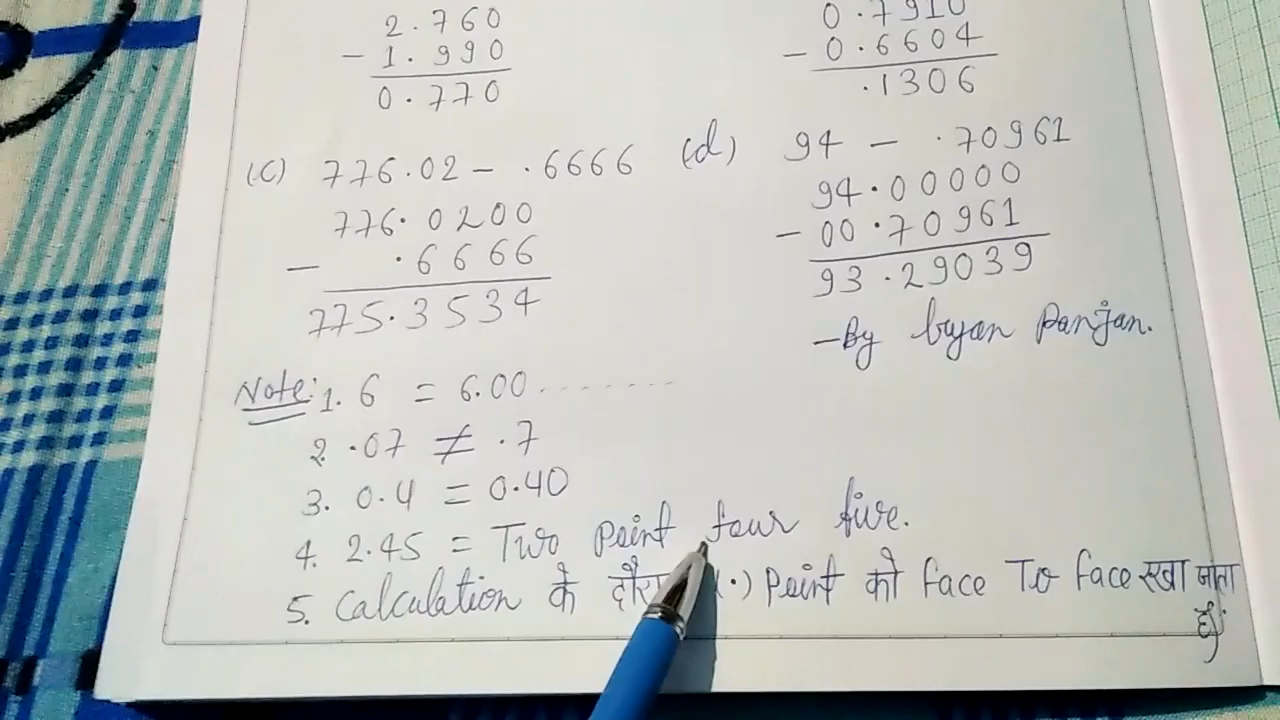 2.760
- 1.990
0.770
0.7910
- 0.6604
.1306
(c) 776.02 - .6666
776.0200
- .6666
775.3534
(d) 94 - .70961
94.00000
- 00.70961
93.29039
-By Panjan.
Note: 1. 6 = 6.00.........
2. .07 ≠ .7
3. 0.4 = 0.40
4. 2.45 = Two Point four five.
5. Calculation के (.) Point को face To face रखा जाता
है।